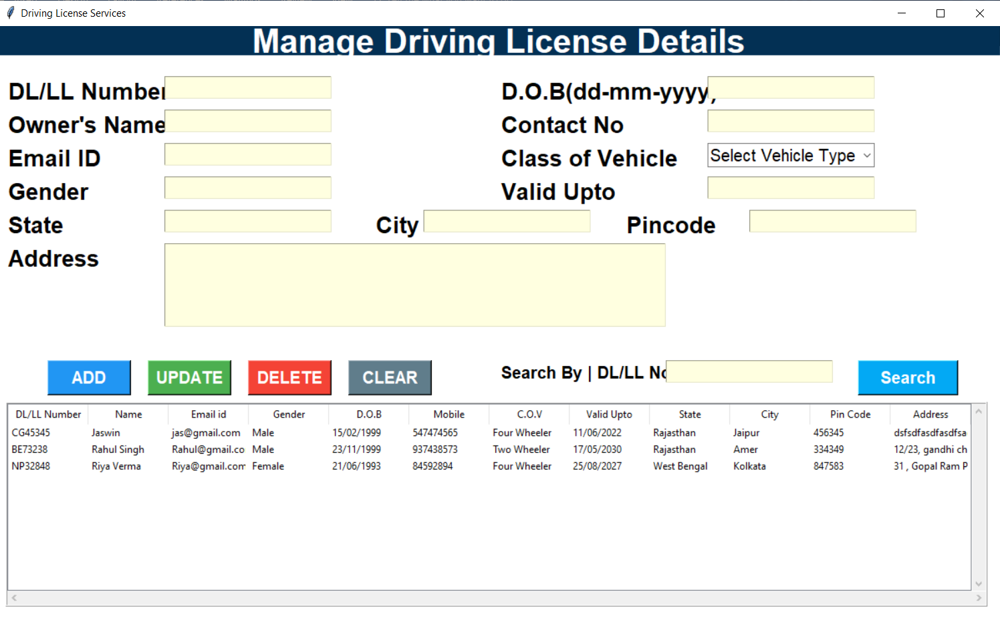 Driving License Services
Manage Driving License Details
DL/LL Number D.O.B(dd-mm-yyyy)
Owner's Name Contact No
Email ID Class of Vehicle Select Vehicle Type
Gender Valid Upto
State City Pincode
Address
ADD UPDATE DELETE CLEAR Search By | DL/LL No Search
DL/LL Number Name Email id Gender D.O.B Mobile C.O.V Valid Upto State City Pin Code Address
CG45345 Jaswin jas@gmail.com Male 15/02/1999 547474565 Four Wheeler 11/06/2022 Rajasthan Jaipur 456345 dsfsdfasdfasdfsa
BE73238 Rahul Singh Rahul@gmail.co Male 23/11/1999 937438573 Two Wheeler 17/05/2030 Rajasthan Amer 334349 12/23, gandhi ch
NP32848 Riya Verma Riya@gmail.com Female 21/06/1993 84592894 Four Wheeler 25/08/2027 West Bengal Kolkata 847583 31 , Gopal Ram P